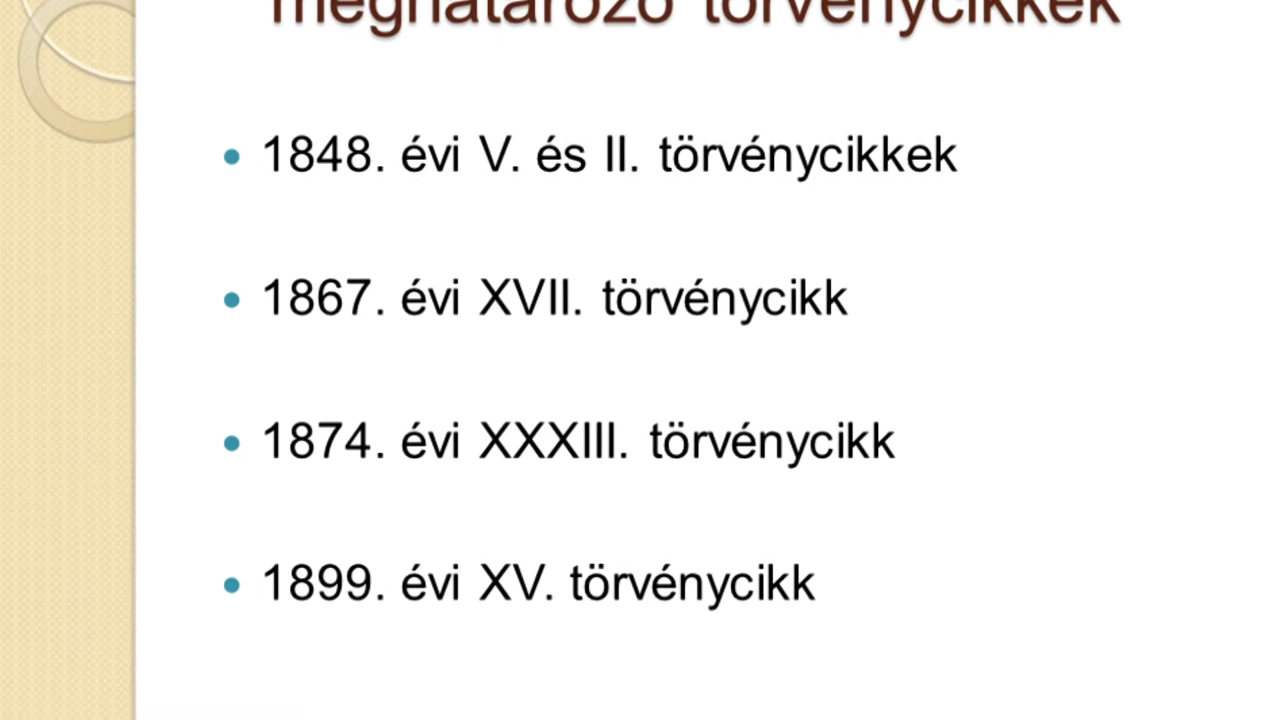 meghatározó törvénycikkek
1848. évi V. és II. törvénycikkek
1867. évi XVII. törvénycikk
1874. évi XXXIII. törvénycikk
1899. évi XV. törvénycikk